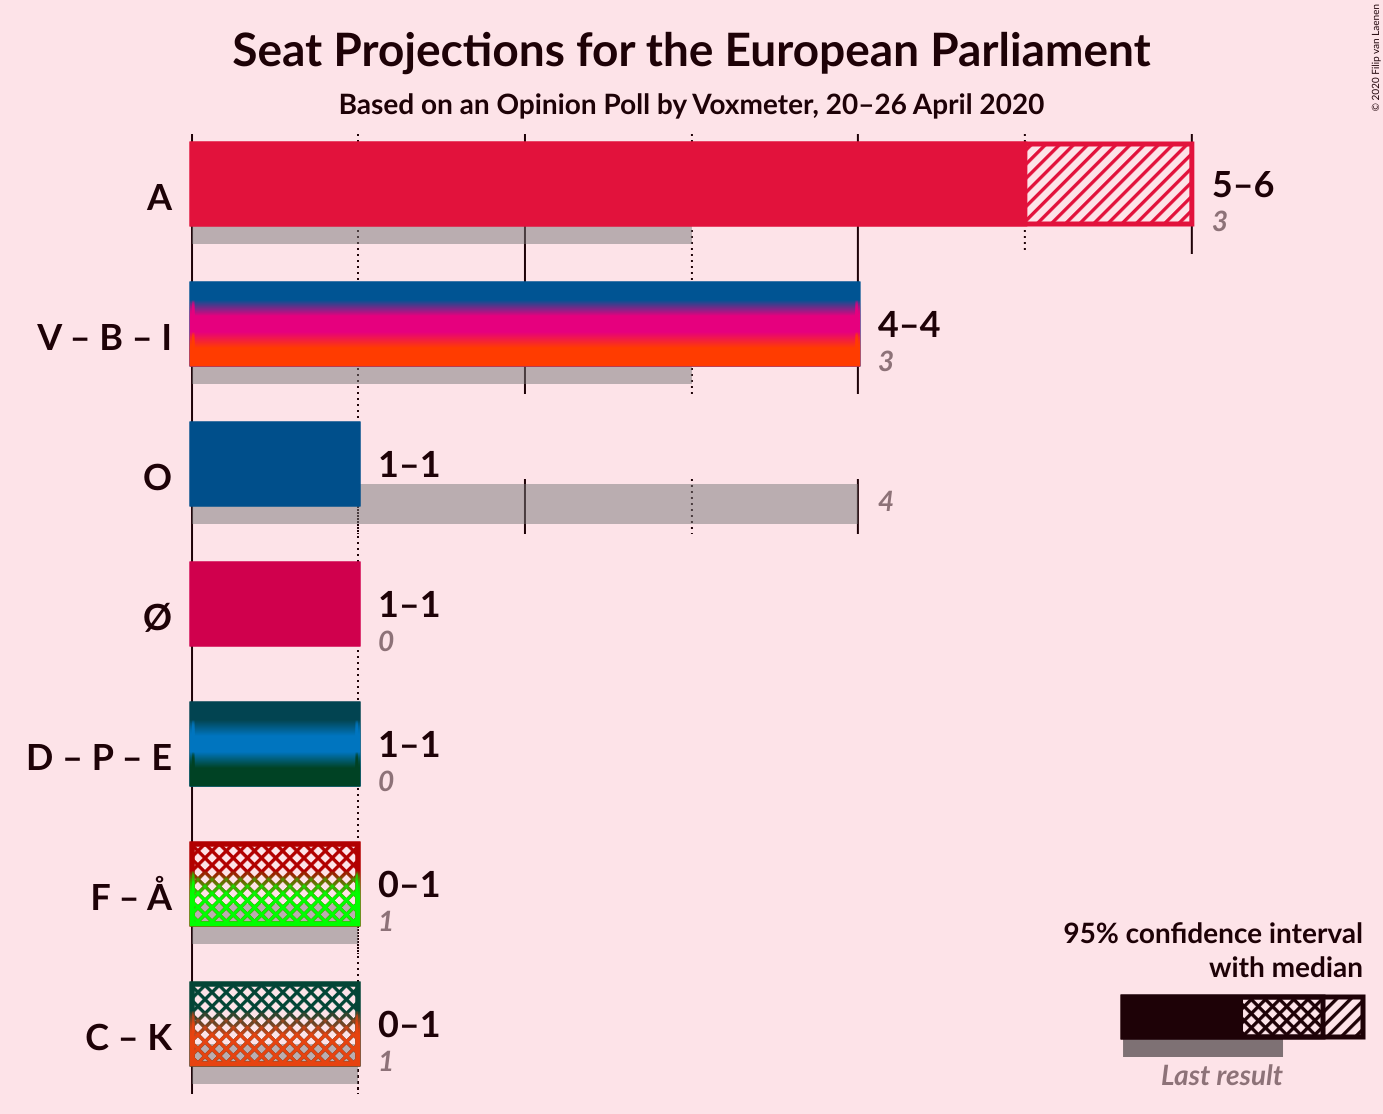 Seat Projections for the European Parliament
Based on an Opinion Poll by Voxmeter, 20–26 April 2020
© 2020 Filip van Laenen
A
5–6
3
V – B – I
4–4
3
O
1–1
4
Ø
1–1
0
D – P – E
1–1
0
F – Å
0–1
1
C – K
0–1
1
95% confidence interval
with median
Last result